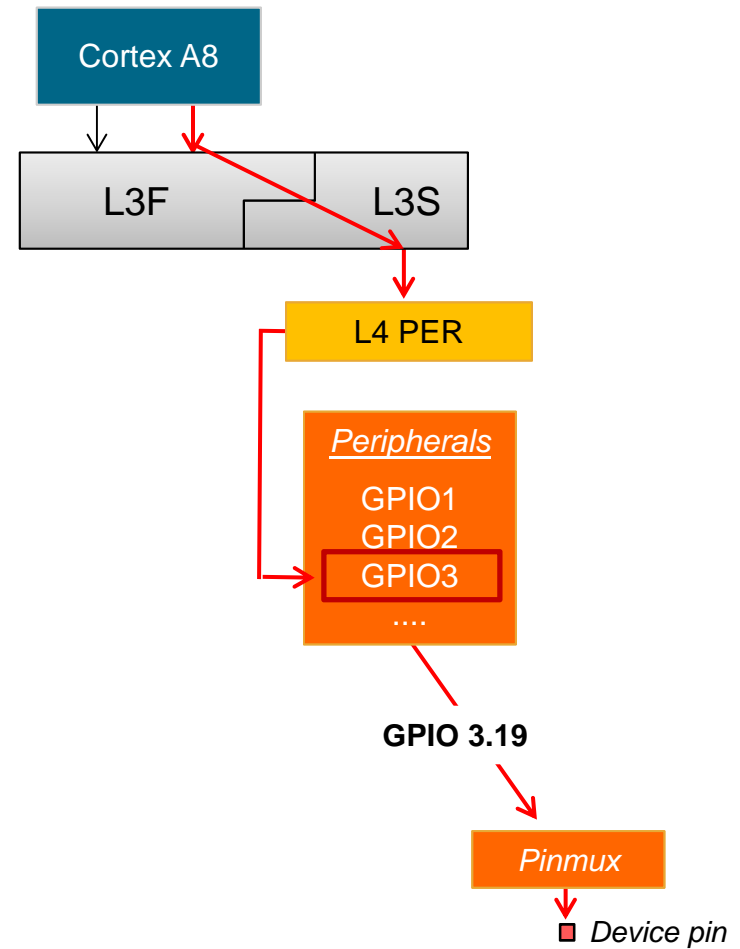 Cortex A8
L3F
L3S
L4 PER
Peripherals
GPIO1
GPIO2
GPIO3
....
GPIO 3.19
Pinmux
Device pin